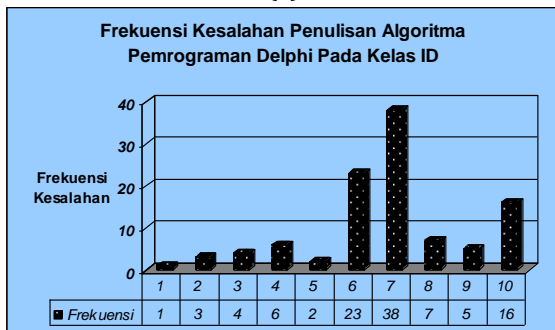 Frekuensi Kesalahan Penulisan Algoritma
Pemrograman Delphi Pada Kelas ID
40
30
20
10
0
Frekuensi
Kesalahan
1 2 3 4 5 6 7 8 9 10
Frekuensi 1 3 4 6 2 23 38 7 5 16